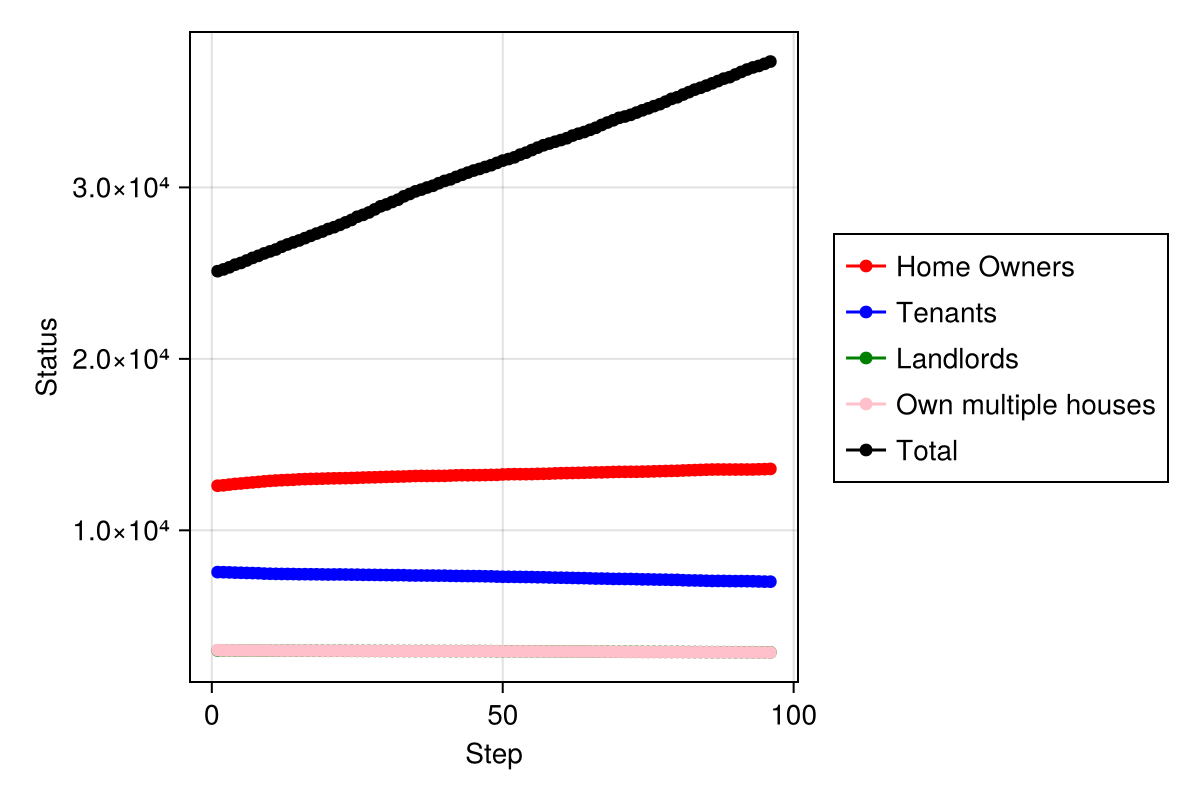 3.0×10⁴
2.0×10⁴
1.0×10⁴
Status
0 50 100
Step
Home Owners
Tenants
Landlords
Own multiple houses
Total